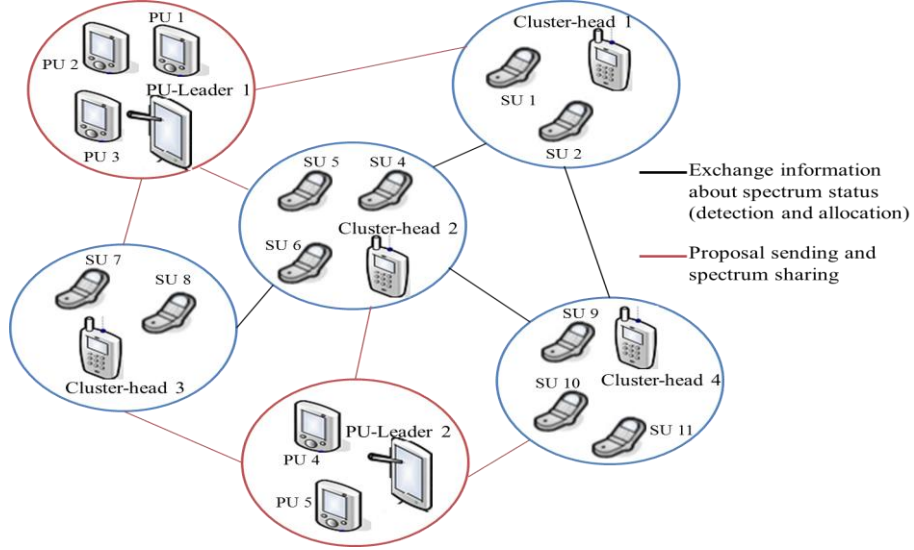 PU 1
PU 2
PU-Leader 1
PU 3
Cluster-head 1
SU 1
SU 2
SU 5
SU 4
Cluster-head 2
SU 6
Exchange information
about spectrum status
(detection and allocation)
Proposal sending and
spectrum sharing
SU 7
SU 8
Cluster-head 3
SU 9
Cluster-head 4
SU 10
SU 11
PU-Leader 2
PU 4
PU 5